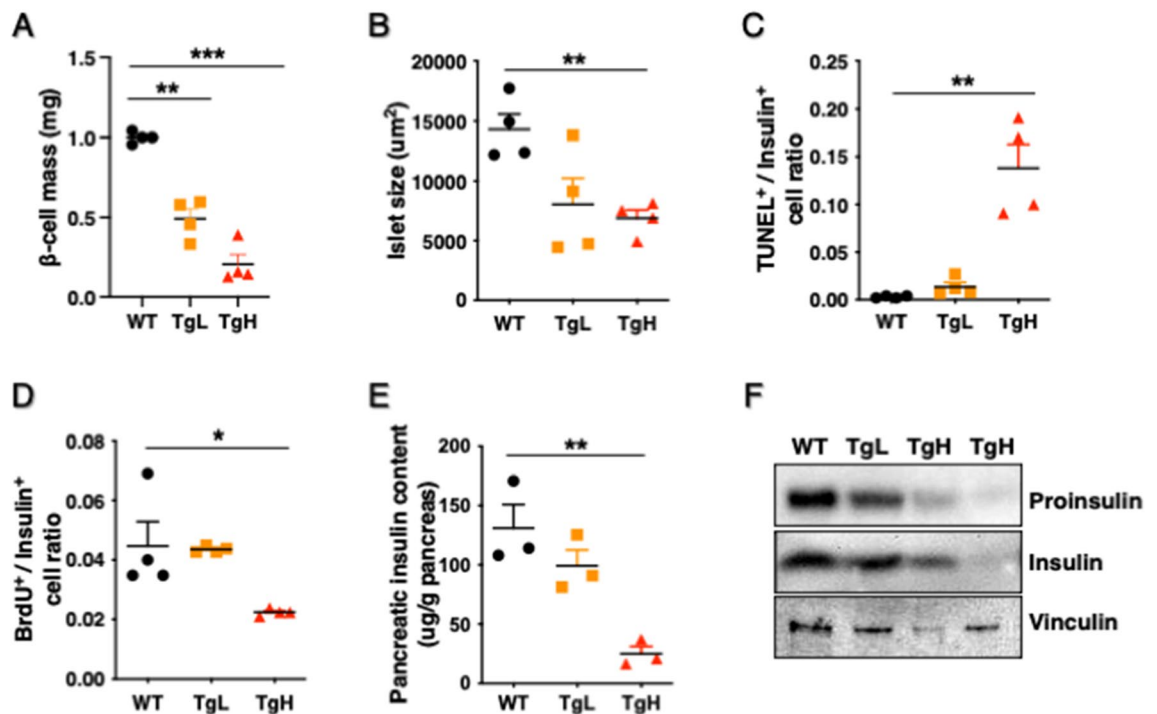 A
β-cell mass (mg)
1.5
1.0
0.5
0.0
***
**
WT TgL TgH
B
Islet size (um²)
20000
15000
10000
5000
0
**
WT TgL TgH
C
TUNEL⁺ / Insulin⁺
cell ratio
0.25
0.20
0.15
0.10
0.05
0.00
**
WT TgL TgH
D
BrdU⁺ / Insulin⁺
cell ratio
0.08
0.06
0.04
0.02
0.00
*
WT TgL TgH
E
Pancreatic insulin content
(ug/g pancreas)
200
150
100
50
0
**
WT TgL TgH
F
WT TgL TgH TgH
Proinsulin
Insulin
Vinculin